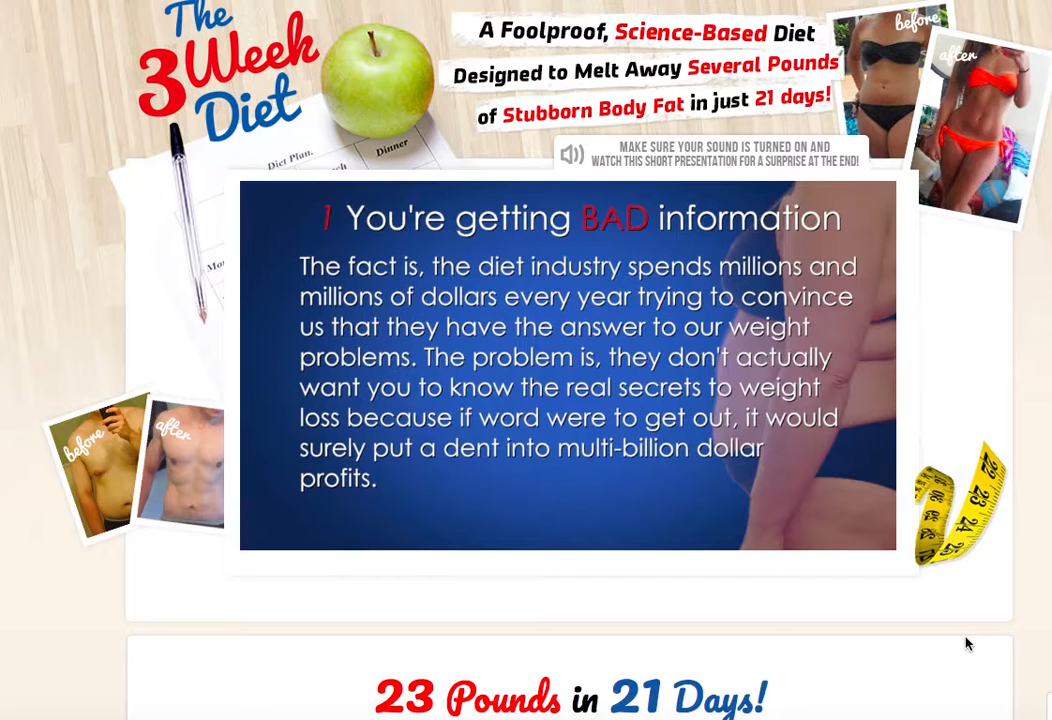 The
3 Week
Diet
A Foolproof, Science-Based Diet
Designed to Melt Away Several Pounds
of Stubborn Body Fat in just 21 days!
before
after
Diet Plan.
Dinner
MAKE SURE YOUR SOUND IS TURNED ON AND
WATCH THIS SHORT PRESENTATION FOR A SURPRISE AT THE END!
1 You're getting BAD information
The fact is, the diet industry spends millions and
millions of dollars every year trying to convince
us that they have the answer to our weight
problems. The problem is, they don't actually
want you to know the real secrets to weight
loss because if word were to get out, it would
surely put a dent into multi-billion dollar
profits.
before
after
23 Pounds in 21 Days!